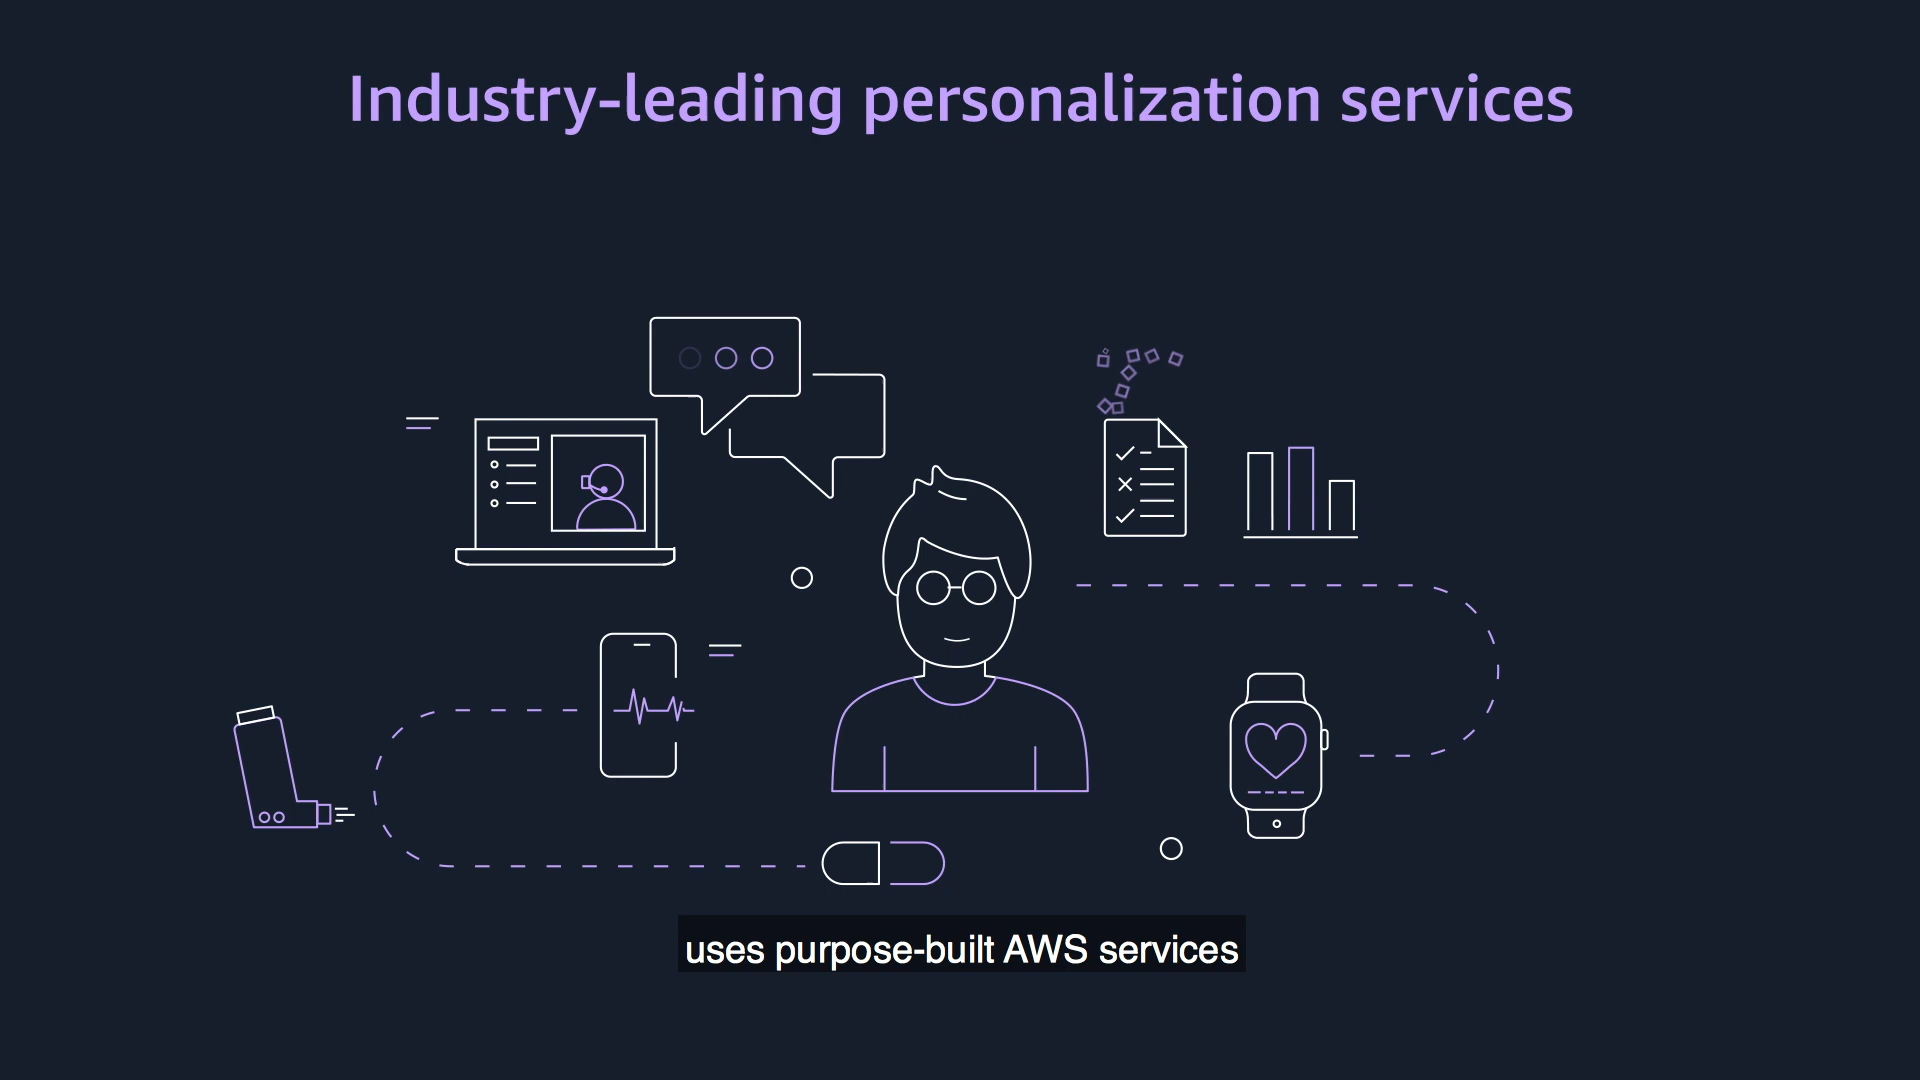 Industry-leading personalization services
uses purpose-built AWS services